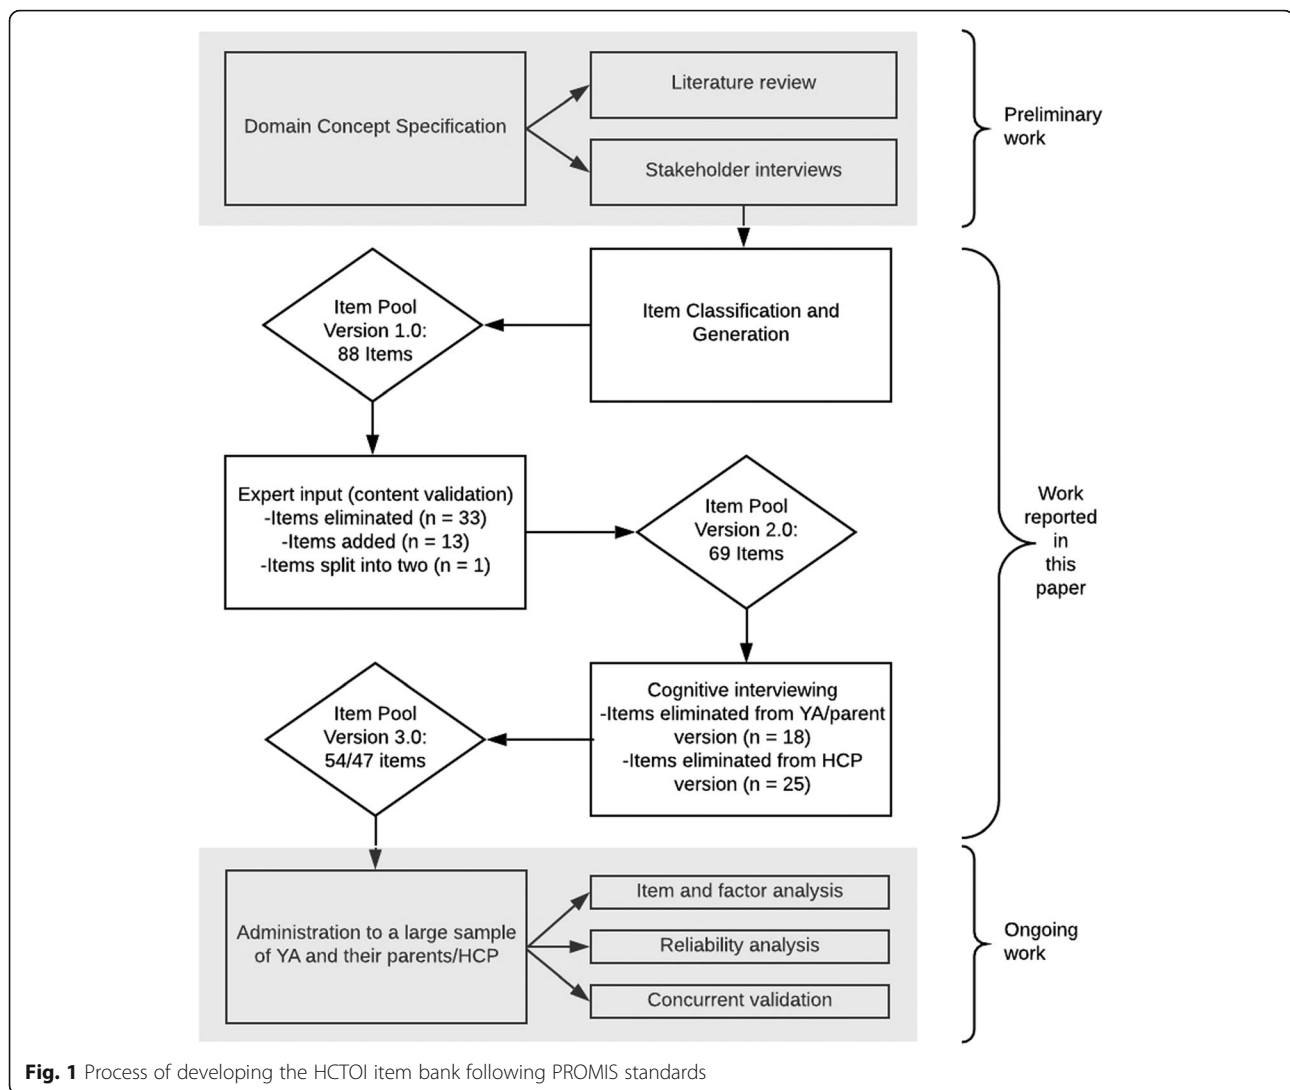 Domain Concept Specification
Literature review
Stakeholder interviews
Preliminary
work
Item Pool
Version 1.0:
88 Items
Item Classification and
Generation
Expert input (content validation)
-Items eliminated (n = 33)
-Items added (n = 13)
-Items split into two (n = 1)
Item Pool
Version 2.0:
69 Items
Work
reported
in
this
paper
Item Pool
Version 3.0:
54/47 items
Cognitive interviewing
-Items eliminated from YA/parent
version (n = 18)
-Items eliminated from HCP
version (n = 25)
Administration to a large sample
of YA and their parents/HCP
Item and factor analysis
Reliability analysis
Concurrent validation
Ongoing
work
Fig. 1 Process of developing the HCTOI item bank following PROMIS standards